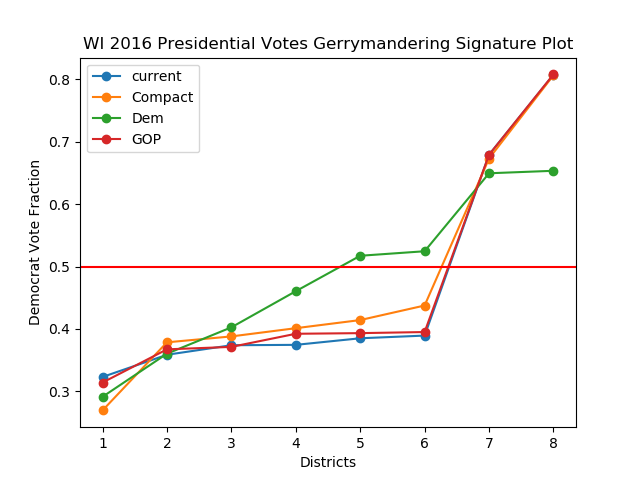 WI 2016 Presidential Votes Gerrymandering Signature Plot
current
Compact
Dem
GOP
Democrat Vote Fraction
0.8
0.7
0.6
0.5
0.4
0.3
1 2 3 4 5 6 7 8
Districts